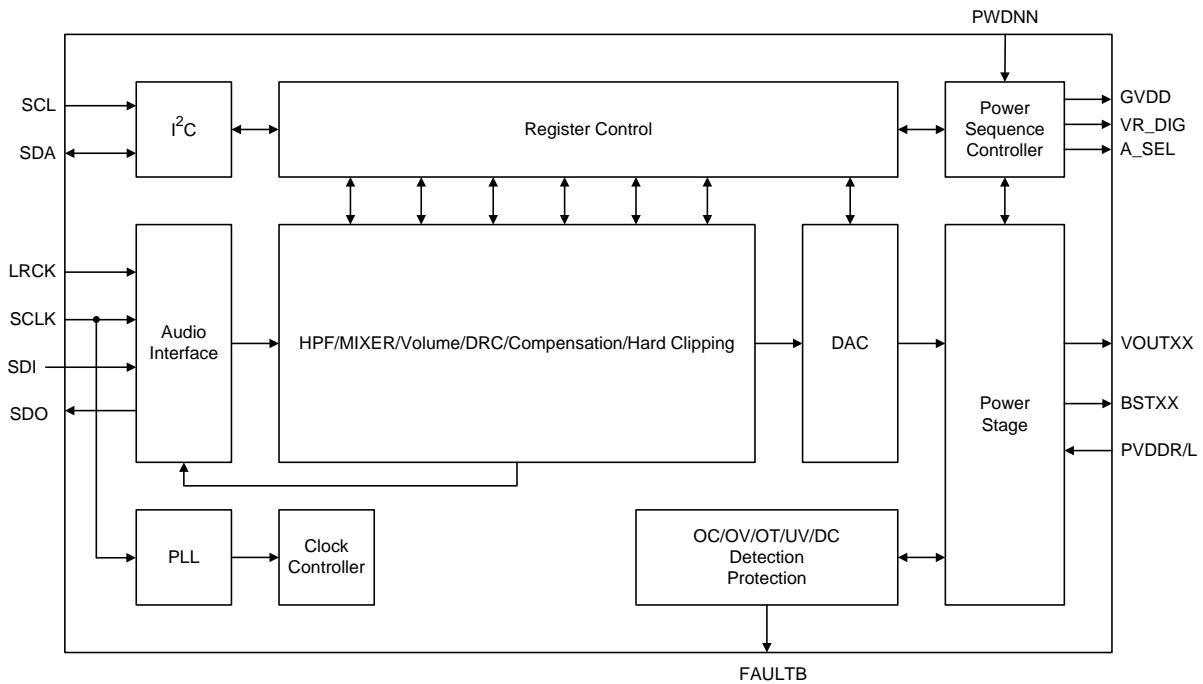 PWDNN
SCL
SDA
I²C
Register Control
Power
Sequence
Controller
GVDD
VR_DIG
A_SEL
LRCK
SCLK
SDI
SDO
Audio
Interface
HPF/MIXER/Volume/DRC/Compensation/Hard Clipping
DAC
Power
Stage
VOUTXX
BSTXX
PVDDR/L
PLL
Clock
Controller
OC/OV/OT/UV/DC
Detection
Protection
FAULTB